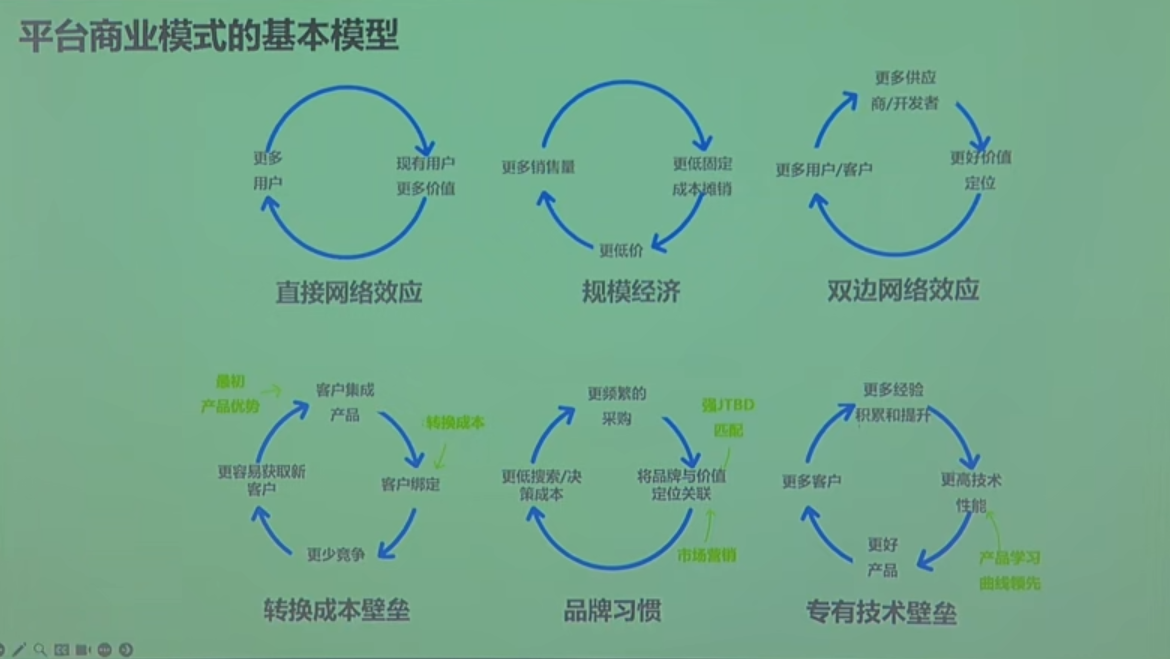 平台商业模式的基本模型
更多
用户
现有用户
更多价值
直接网络效应
更多销售量
更低固定
成本摊销
更低价
规模经济
更多供应
商/开发者
更多用户/客户
更好价值
定位
双边网络效应
最初
产品优势
客户集成
产品
转换成本
更容易获取新
客户
客户绑定
更少竞争
转换成本壁垒
更频繁的
采购
强JTBD
匹配
更低搜索/决
策成本
将品牌与价值
定位关联
市场营销
品牌习惯
更多经验
积累和提升
更多客户
更高技术
性能
更好
产品
产品学习
曲线领先
专有技术壁垒